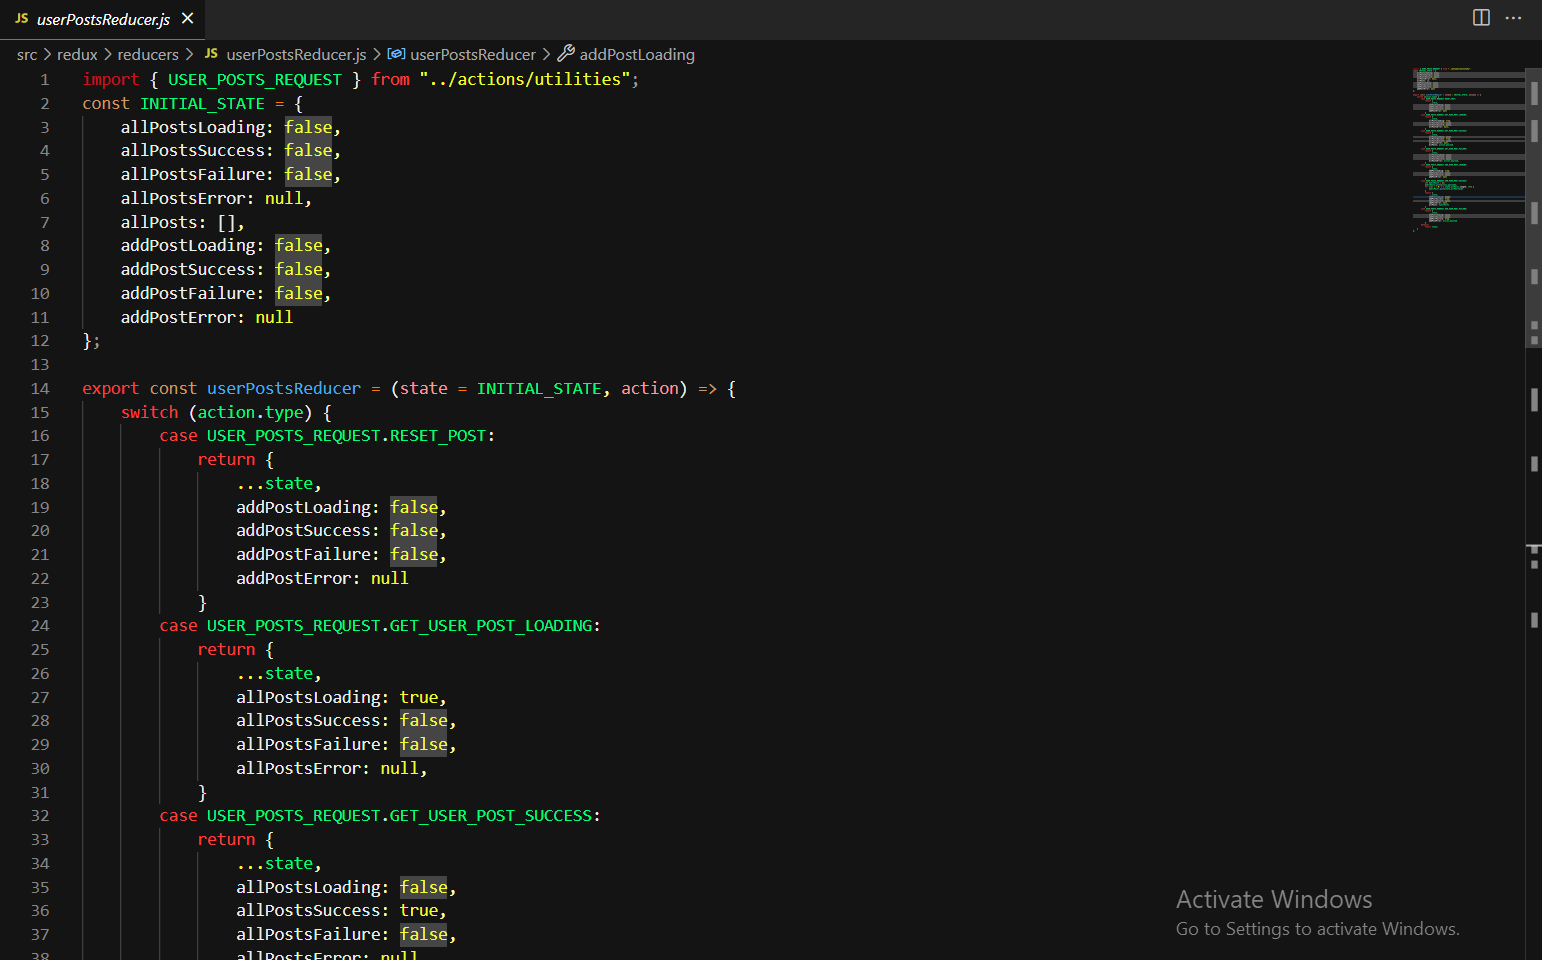 JS userPostsReducer.js
src > redux > reducers > JS userPostsReducer.js > userPostsReducer > addPostLoading
1 import { USER_POSTS_REQUEST } from "../actions/utilities";
2 const INITIAL_STATE = {
3 allPostsLoading: false,
4 allPostsSuccess: false,
5 allPostsFailure: false,
6 allPostsError: null,
7 allPosts: [],
8 addPostLoading: false,
9 addPostSuccess: false,
10 addPostFailure: false,
11 addPostError: null
12 };
13
14 export const userPostsReducer = (state = INITIAL_STATE, action) => {
15 switch (action.type) {
16 case USER_POSTS_REQUEST.RESET_POST:
17 return {
18 ...state,
19 addPostLoading: false,
20 addPostSuccess: false,
21 addPostFailure: false,
22 addPostError: null
23 }
24 case USER_POSTS_REQUEST.GET_USER_POST_LOADING:
25 return {
26 ...state,
27 allPostsLoading: true,
28 allPostsSuccess: false,
29 allPostsFailure: false,
30 allPostsError: null,
31 }
32 case USER_POSTS_REQUEST.GET_USER_POST_SUCCESS:
33 return {
34 ...state,
35 allPostsLoading: false,
36 allPostsSuccess: true,
37 allPostsFailure: false,
38 allPostsError: null
Activate Windows
Go to Settings to activate Windows.